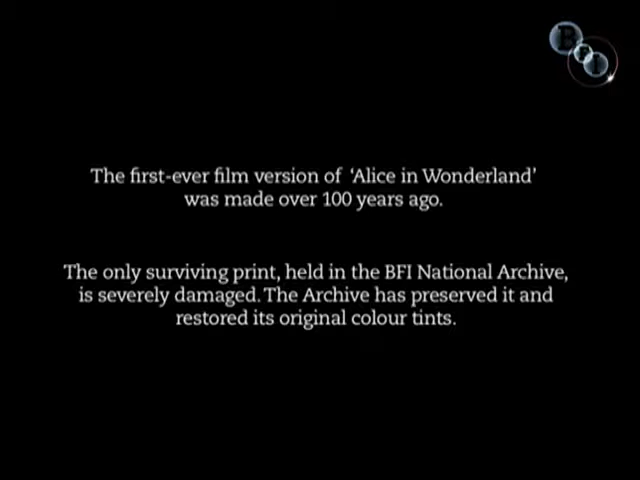 BFI
The first-ever film version of ‘Alice in Wonderland’
was made over 100 years ago.
The only surviving print, held in the BFI National Archive,
is severely damaged. The Archive has preserved it and
restored its original colour tints.